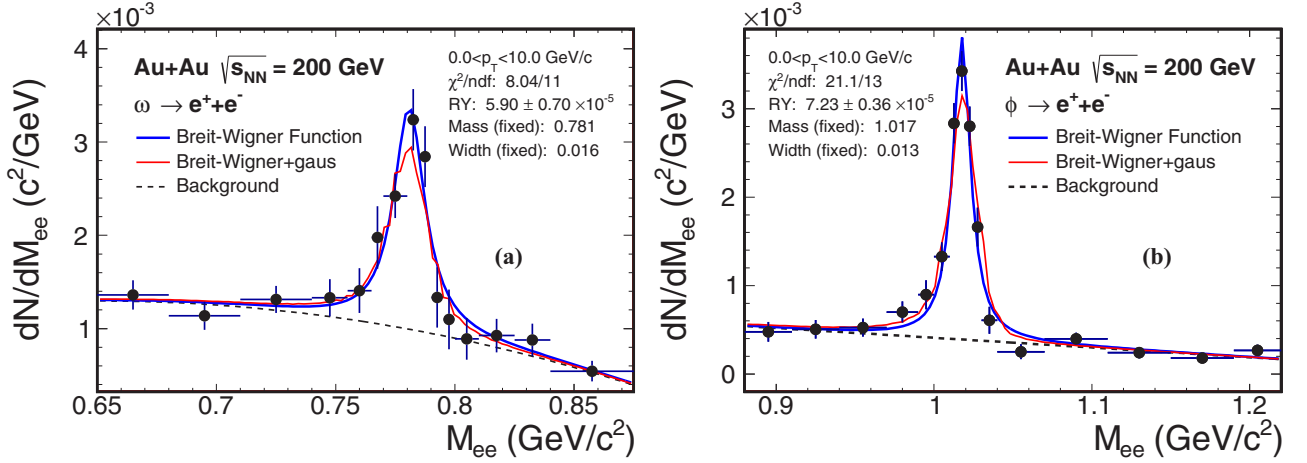 ×10⁻³
4
3
2
1
dN/dM_ee (c²/GeV)
Au+Au √s_NN = 200 GeV
ω → e⁺+e⁻
Breit-Wigner Function
Breit-Wigner+gaus
Background
0.0<p_T<10.0 GeV/c
χ²/ndf: 8.04/11
RY: 5.90 ± 0.70 ×10⁻⁵
Mass (fixed): 0.781
Width (fixed): 0.016
(a)
0.65 0.7 0.75 0.8 0.85
M_ee (GeV/c²)
×10⁻³
3
2
1
0
dN/dM_ee (c²/GeV)
0.0<p_T<10.0 GeV/c
χ²/ndf: 21.1/13
RY: 7.23 ± 0.36 ×10⁻⁵
Mass (fixed): 1.017
Width (fixed): 0.013
Au+Au √s_NN = 200 GeV
ϕ → e⁺+e⁻
Breit-Wigner Function
Breit-Wigner+gaus
Background
(b)
0.9 1 1.1 1.2
M_ee (GeV/c²)